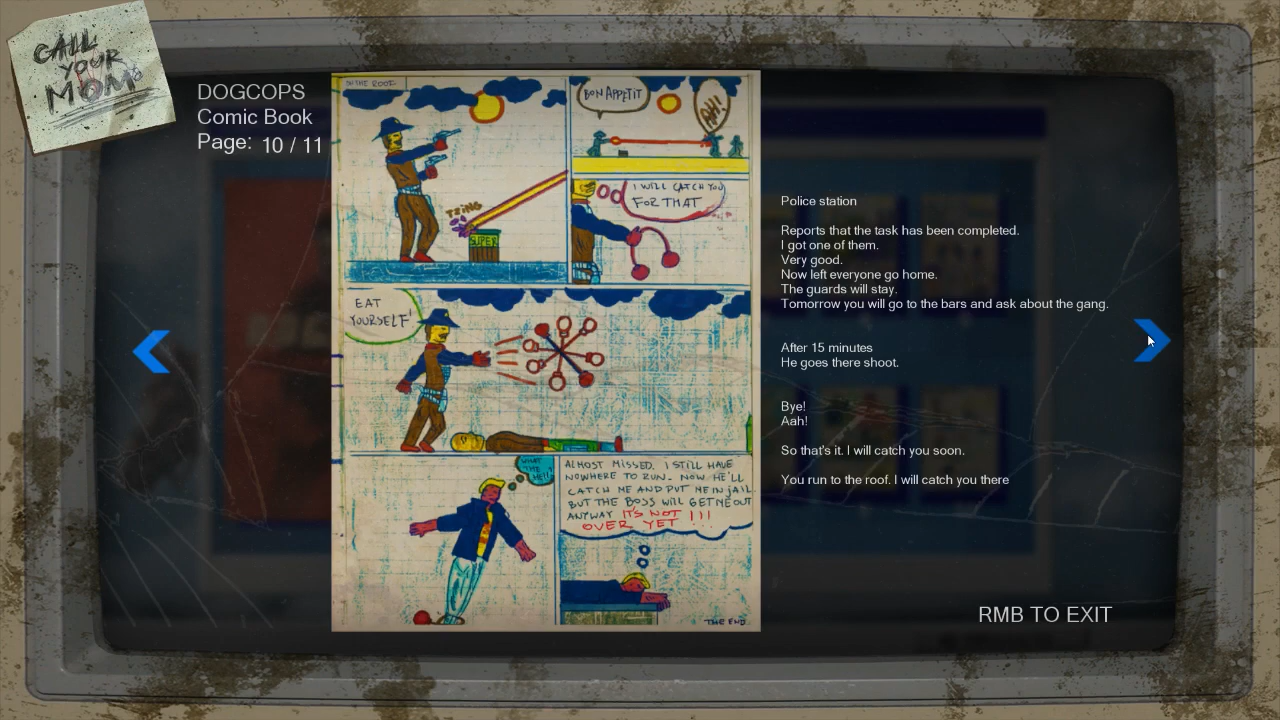 CALL
YOUR
MOM
DOGCOPS
Comic Book
Page: 10 / 11
ON THE ROOF
TZING
SUPER
BON APPETIT
AH!
I WILL CATCH YOU
FOR THAT
EAT
YOURSELF!
WHAT
THE
HELL?
ALMOST MISSED. I STILL HAVE
NOWHERE TO RUN. NOW HE'LL
CATCH ME AND PUT ME IN JAIL
BUT THE BOSS WILL GET ME OUT
ANYWAY IT'S NOT !!!
OVER YET !!!
THE END
Police station
Reports that the task has been completed.
I got one of them.
Very good.
Now left everyone go home.
The guards will stay.
Tomorrow you will go to the bars and ask about the gang.
After 15 minutes
He goes there shoot.
Bye!
Aah!
So that's it. I will catch you soon.
You run to the roof. I will catch you there
RMB TO EXIT